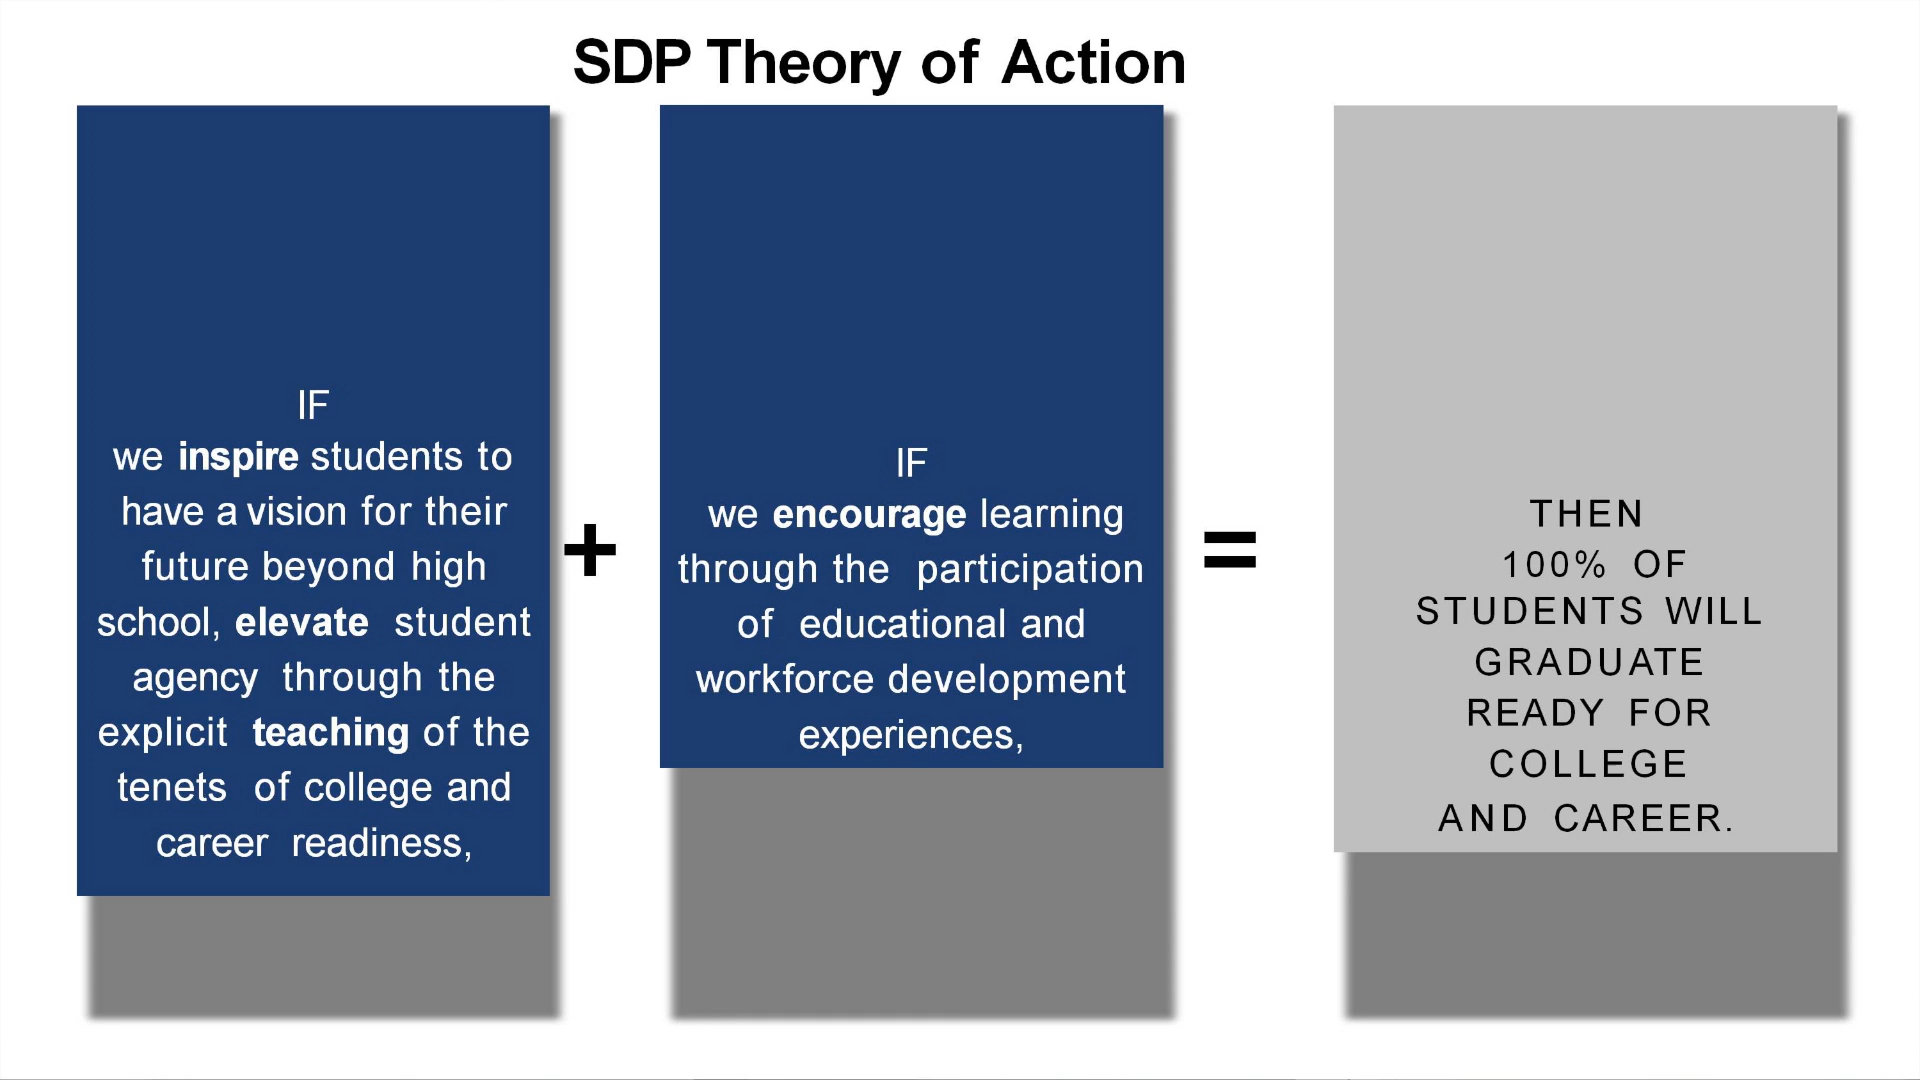 SDP Theory of Action
IF
we inspire students to
have a vision for their
future beyond high
school, elevate student
agency through the
explicit teaching of the
tenets of college and
career readiness,
+
IF
we encourage learning
through the participation
of educational and
workforce development
experiences,
=
THEN
100% OF
STUDENTS WILL
GRADUATE
READY FOR
COLLEGE
AND CAREER.